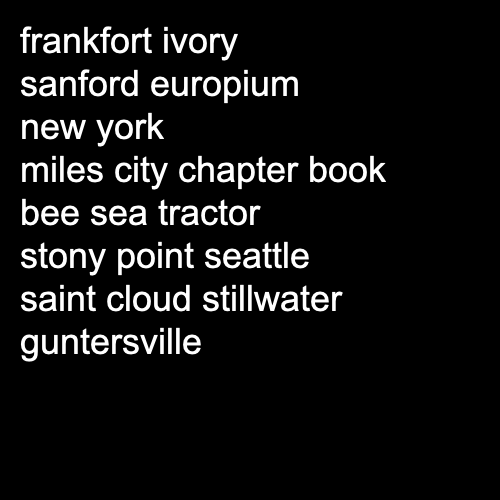 frankfort ivory
sanford europium
new york
miles city chapter book
bee sea tractor
stony point seattle
saint cloud stillwater
guntersville